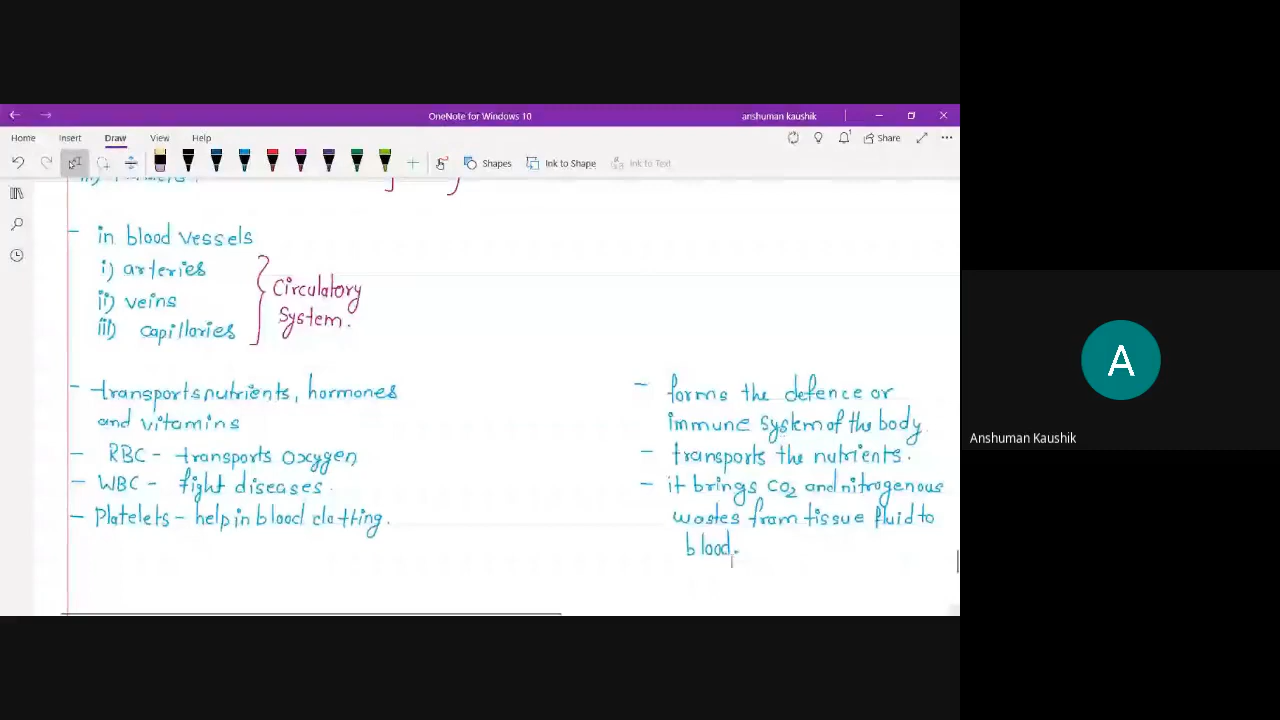 OneNote for Windows 10
anshuman kaushik
Home Insert Draw View Help
Share
Shapes
Ink to Shape
Ink to Text
- in blood vessels
i) arteries
ii) veins
iii) capillaries
Circulatory
System.
- transports nutrients, hormones
and vitamins
- RBC - transports oxygen
- WBC - fight diseases.
- Platelets - help in blood clotting.
- forms the defence or
immune system of the body.
- transports the nutrients.
- it brings CO2 and nitrogenous
wastes from tissue fluid to
blood.
A
Anshuman Kaushik